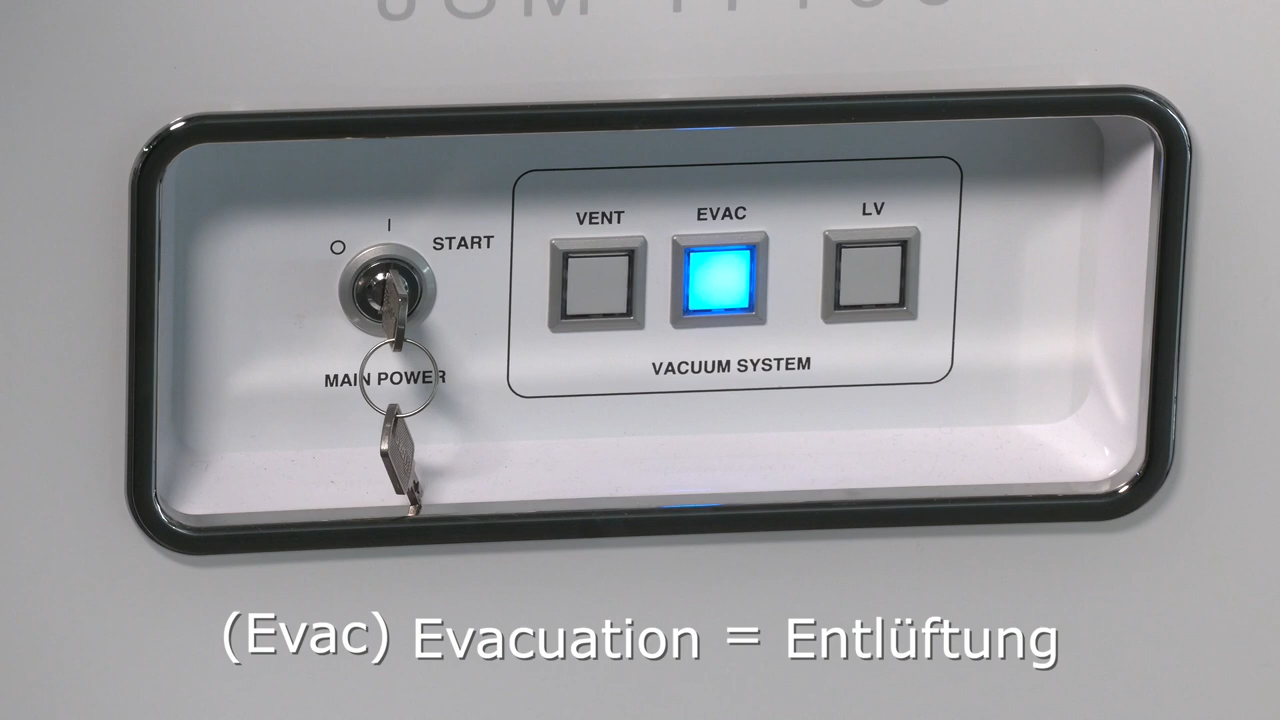 O I START
MAIN POWER
VENT EVAC LV
VACUUM SYSTEM
(Evac) Evacuation = Entlüftung